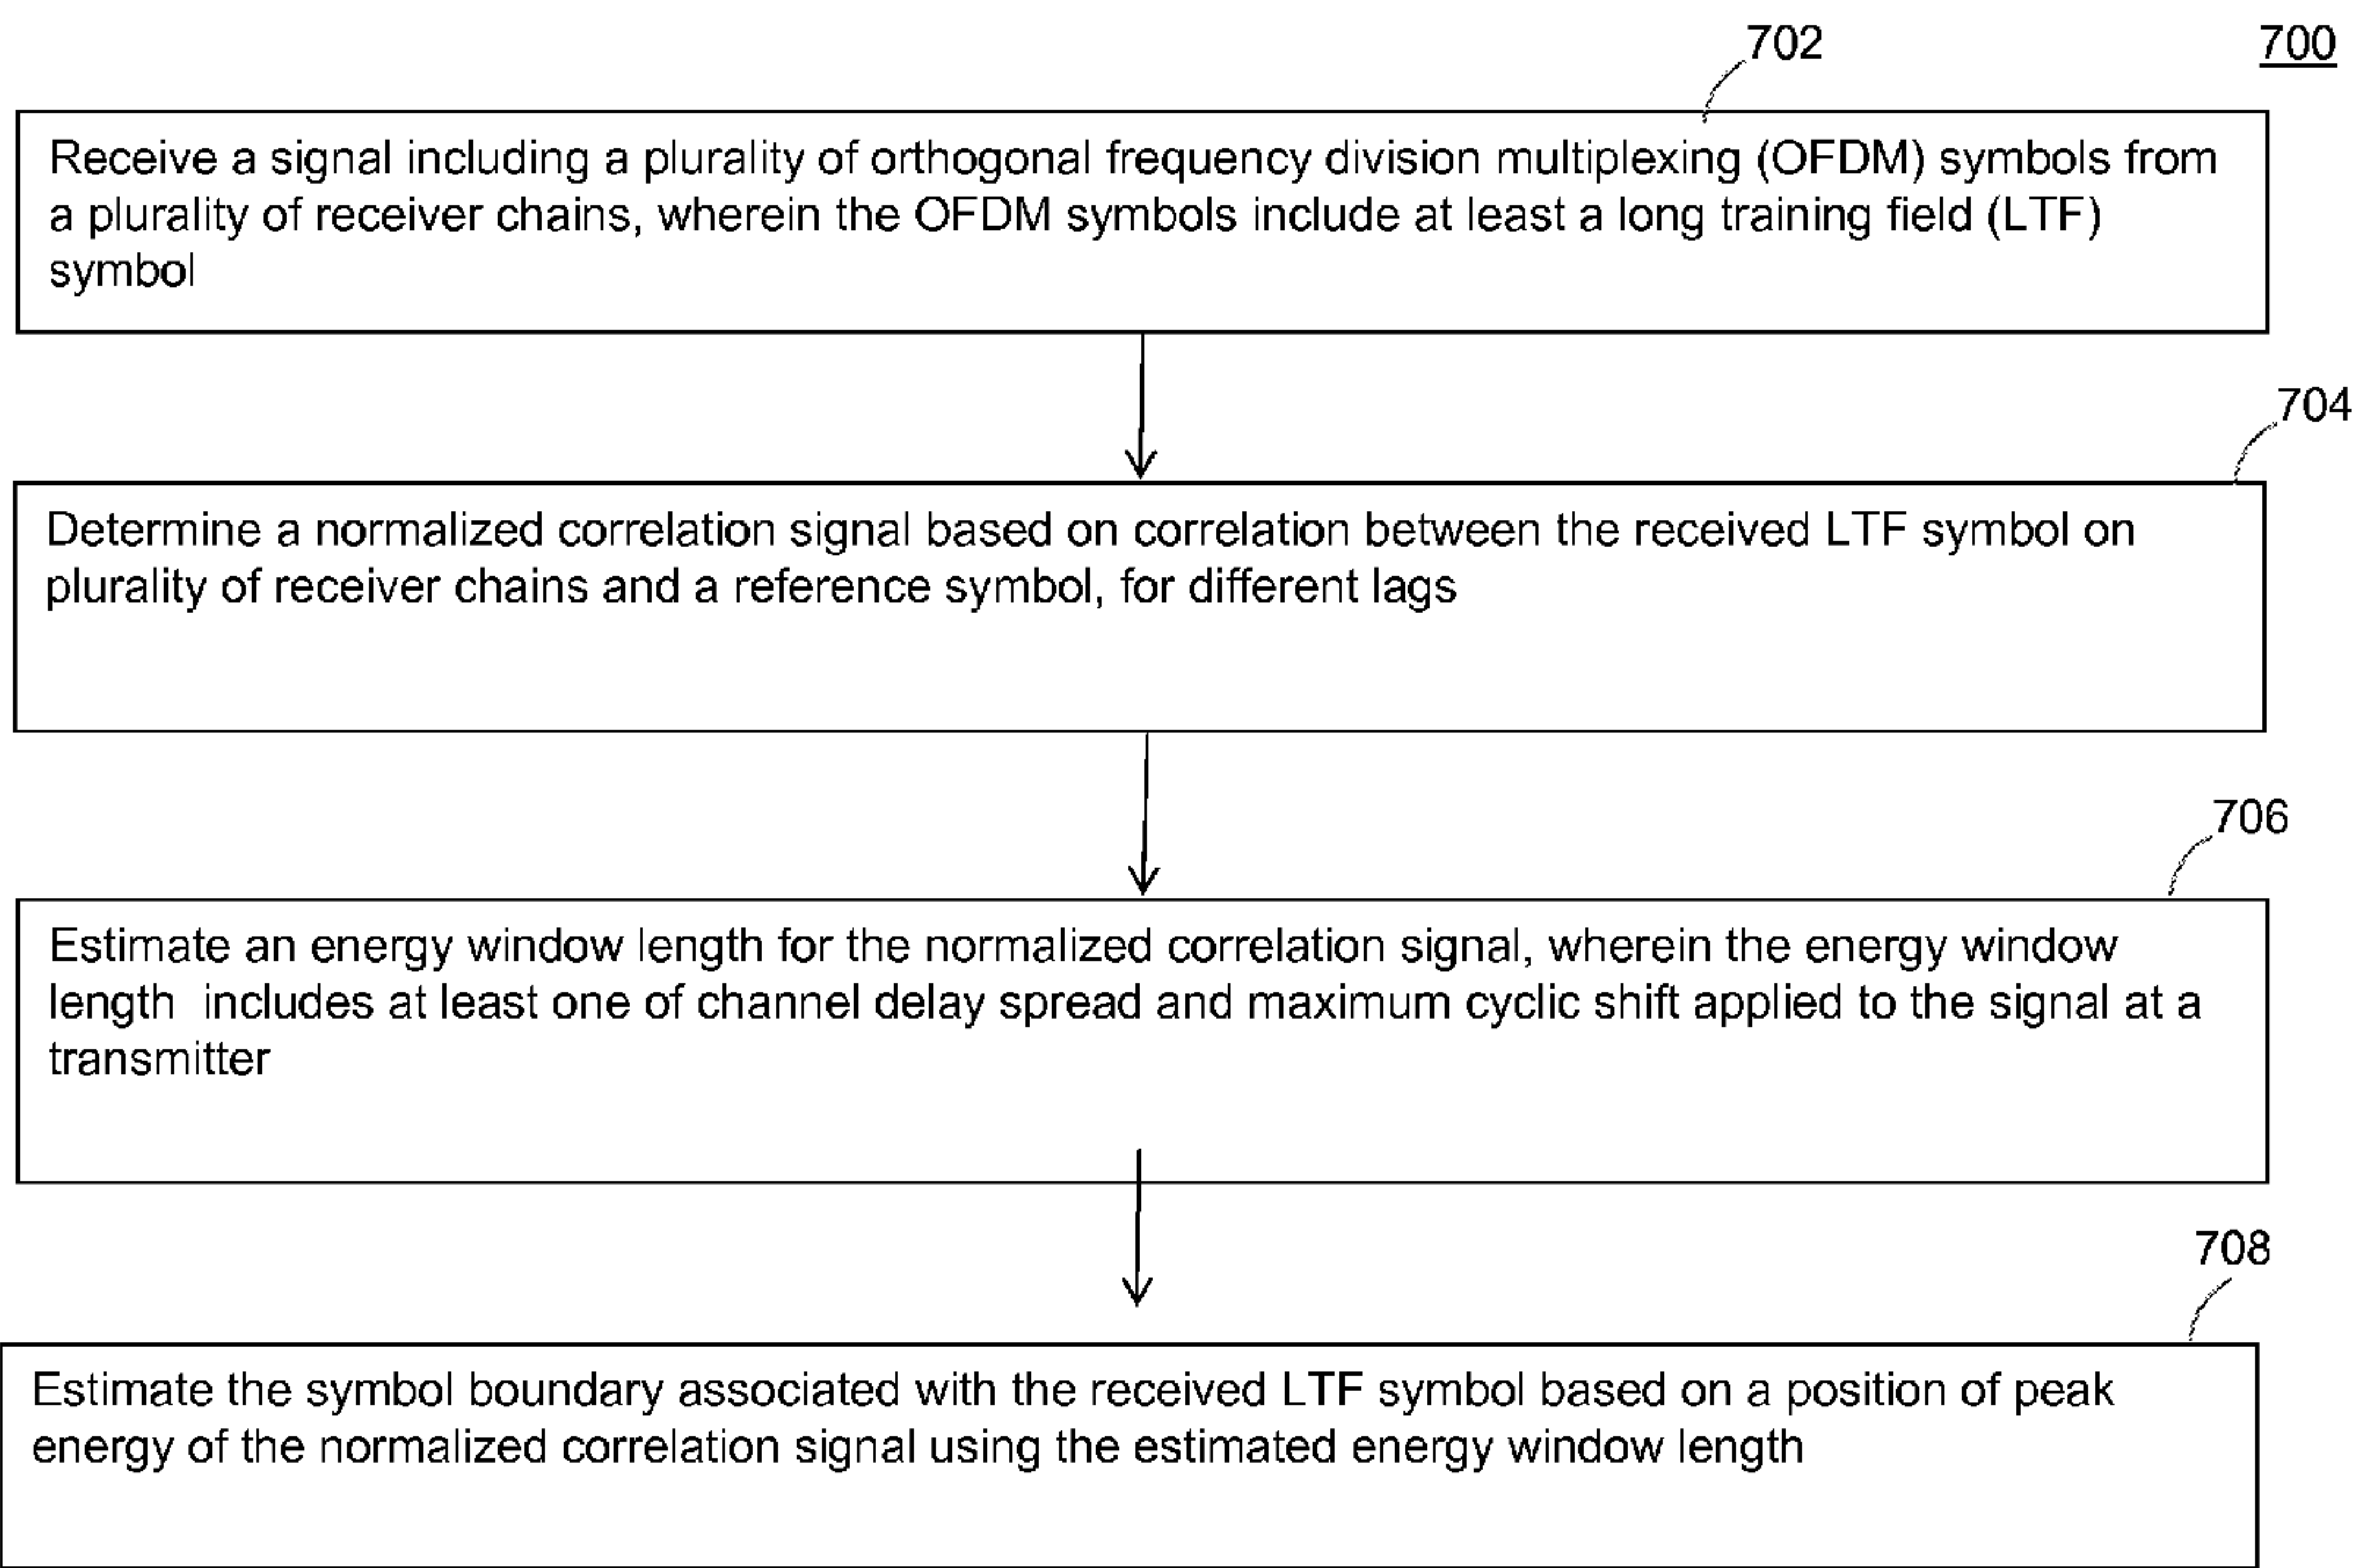 702
700
Receive a signal including a plurality of orthogonal frequency division multiplexing (OFDM) symbols from
a plurality of receiver chains, wherein the OFDM symbols include at least a long training field (LTF)
symbol
704
Determine a normalized correlation signal based on correlation between the received LTF symbol on
plurality of receiver chains and a reference symbol, for different lags
706
Estimate an energy window length for the normalized correlation signal, wherein the energy window
length includes at least one of channel delay spread and maximum cyclic shift applied to the signal at a
transmitter
708
Estimate the symbol boundary associated with the received LTF symbol based on a position of peak
energy of the normalized correlation signal using the estimated energy window length